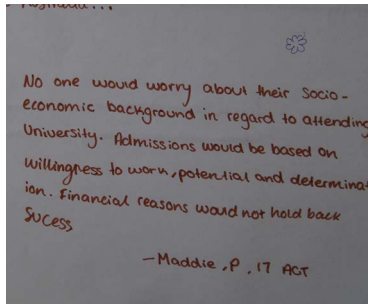 No one would worry about their Socio-
economic background in regard to attending
University. Admissions would be based on
willingness to work, potential and determinat
ion. Financial reasons would not hold back
Sucess
-Maddie, P, 17 ACT